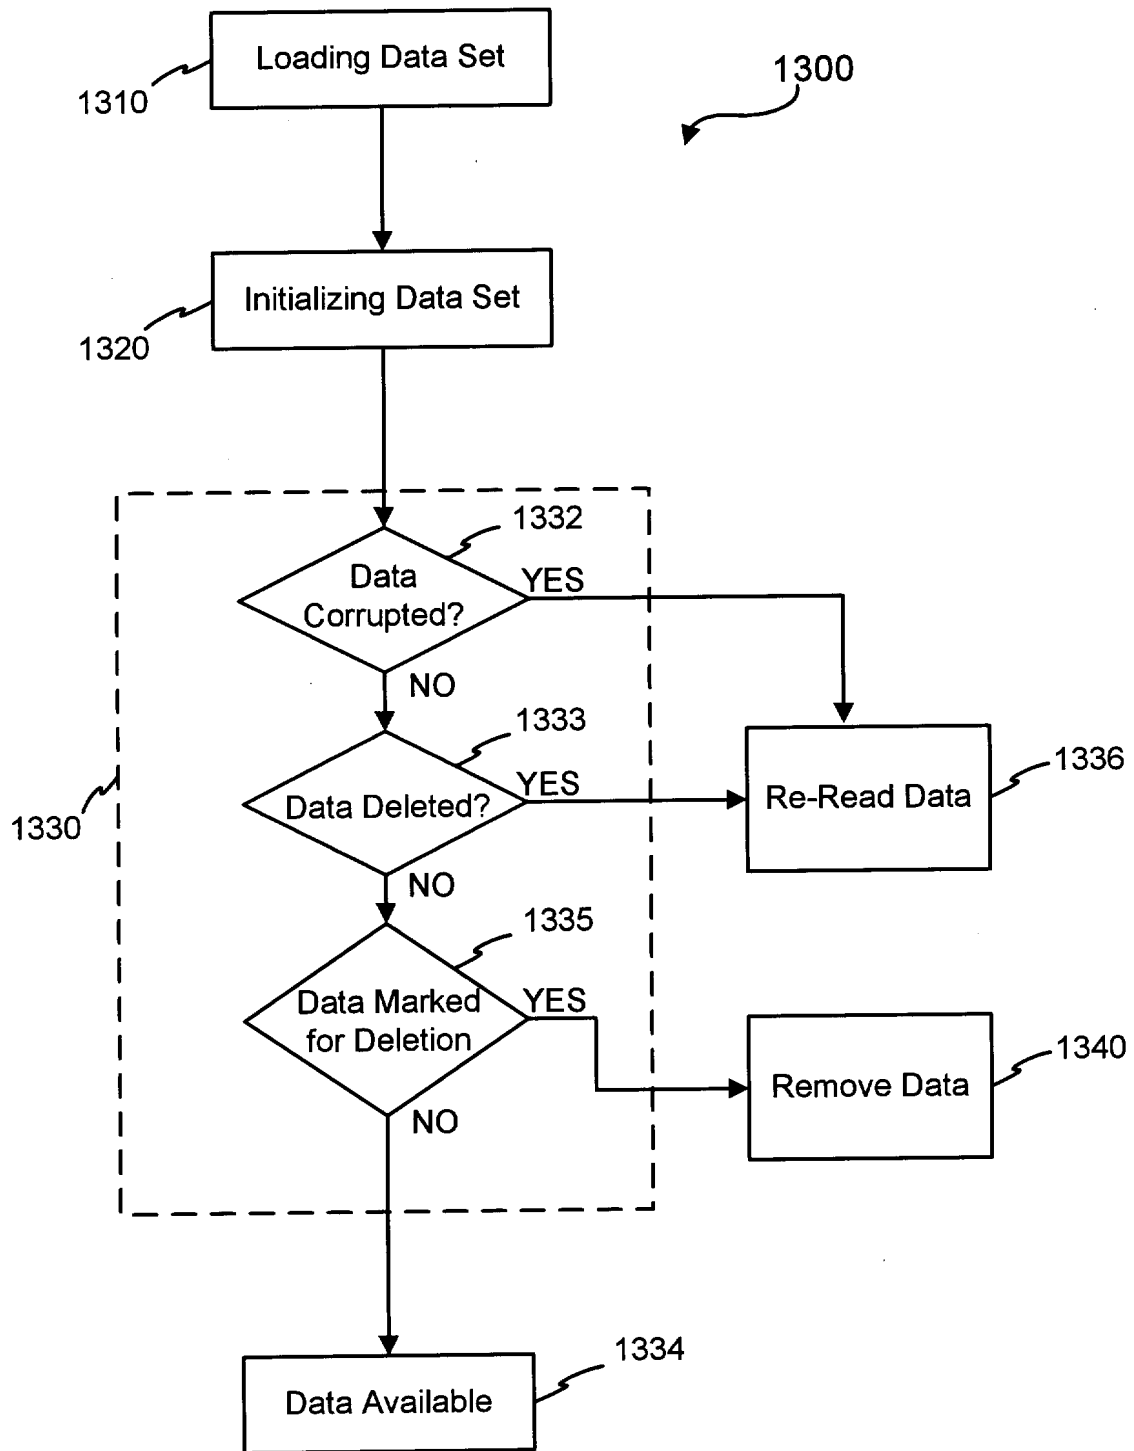 Loading Data Set
1310
1300
Initializing Data Set
1320
1332
Data
Corrupted?
YES
NO
1333
Data Deleted?
YES
NO
1330
Re-Read Data
1336
1335
Data Marked
for Deletion
YES
NO
Remove Data
1340
1334
Data Available